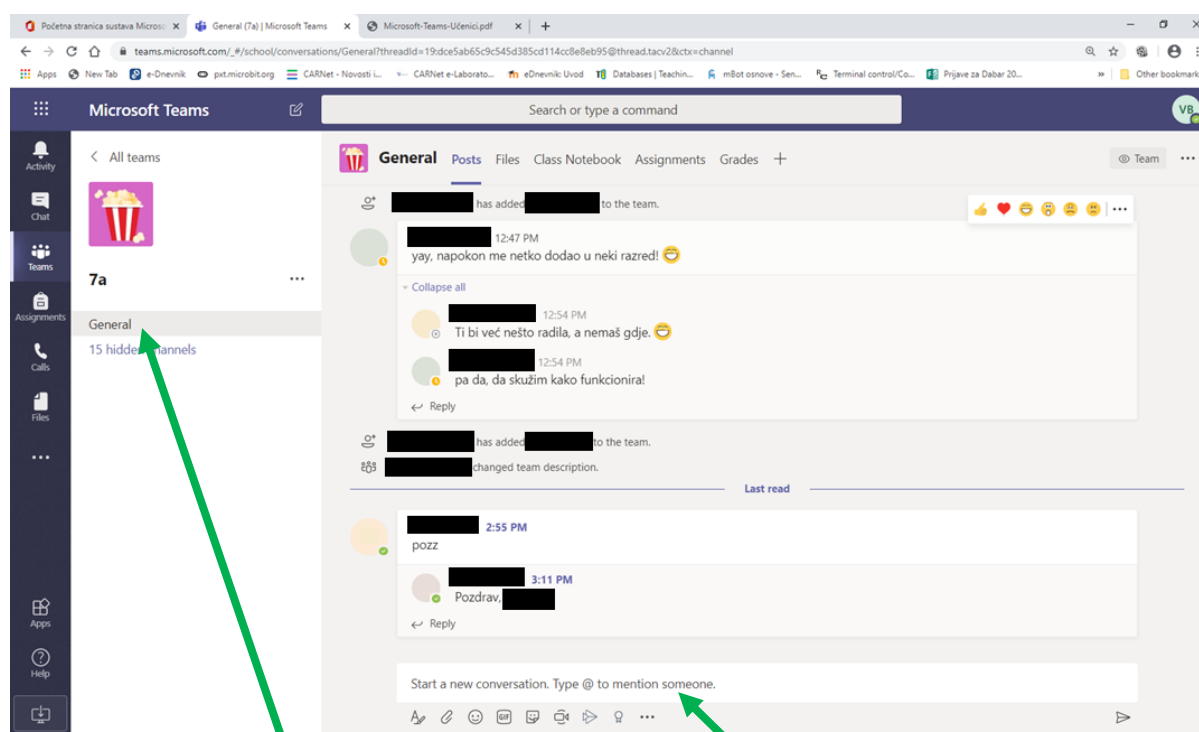 Početna stranica sustava Microso
General (7a) | Microsoft Teams
Microsoft-Teams-Učenici.pdf
teams.microsoft.com/_#/school/conversations/General?threadId=19:dce5ab65c9c545d385cd114cc8e8eb95@thread.tacv2&ctx=channel
Apps New Tab e-Dnevnik pxt.microbit.org CARNet - Novosti i... CARNet e-Laborato... eDnevnik: Uvod Databases | Teachin... mBot osnove - Sen... Terminal control/Co... Prijave za Dabar 20... » Other bookmark
Microsoft Teams
Search or type a command
VB
Activity
Chat
Teams
Assignments
Calls
Files
Apps
Help
All teams
7a
General
15 hidden channels
General Posts Files Class Notebook Assignments Grades +
Team
has added to the team.
12:47 PM
yay, napokon me netko dodao u neki razred!
Collapse all
12:54 PM
Ti bi već nešto radila, a nemaš gdje.
12:54 PM
pa da, da skužim kako funkcionira!
Reply
has added to the team.
changed team description.
Last read
2:55 PM
pozz
3:11 PM
Pozdrav,
Reply
Start a new conversation. Type @ to mention someone.
GIF